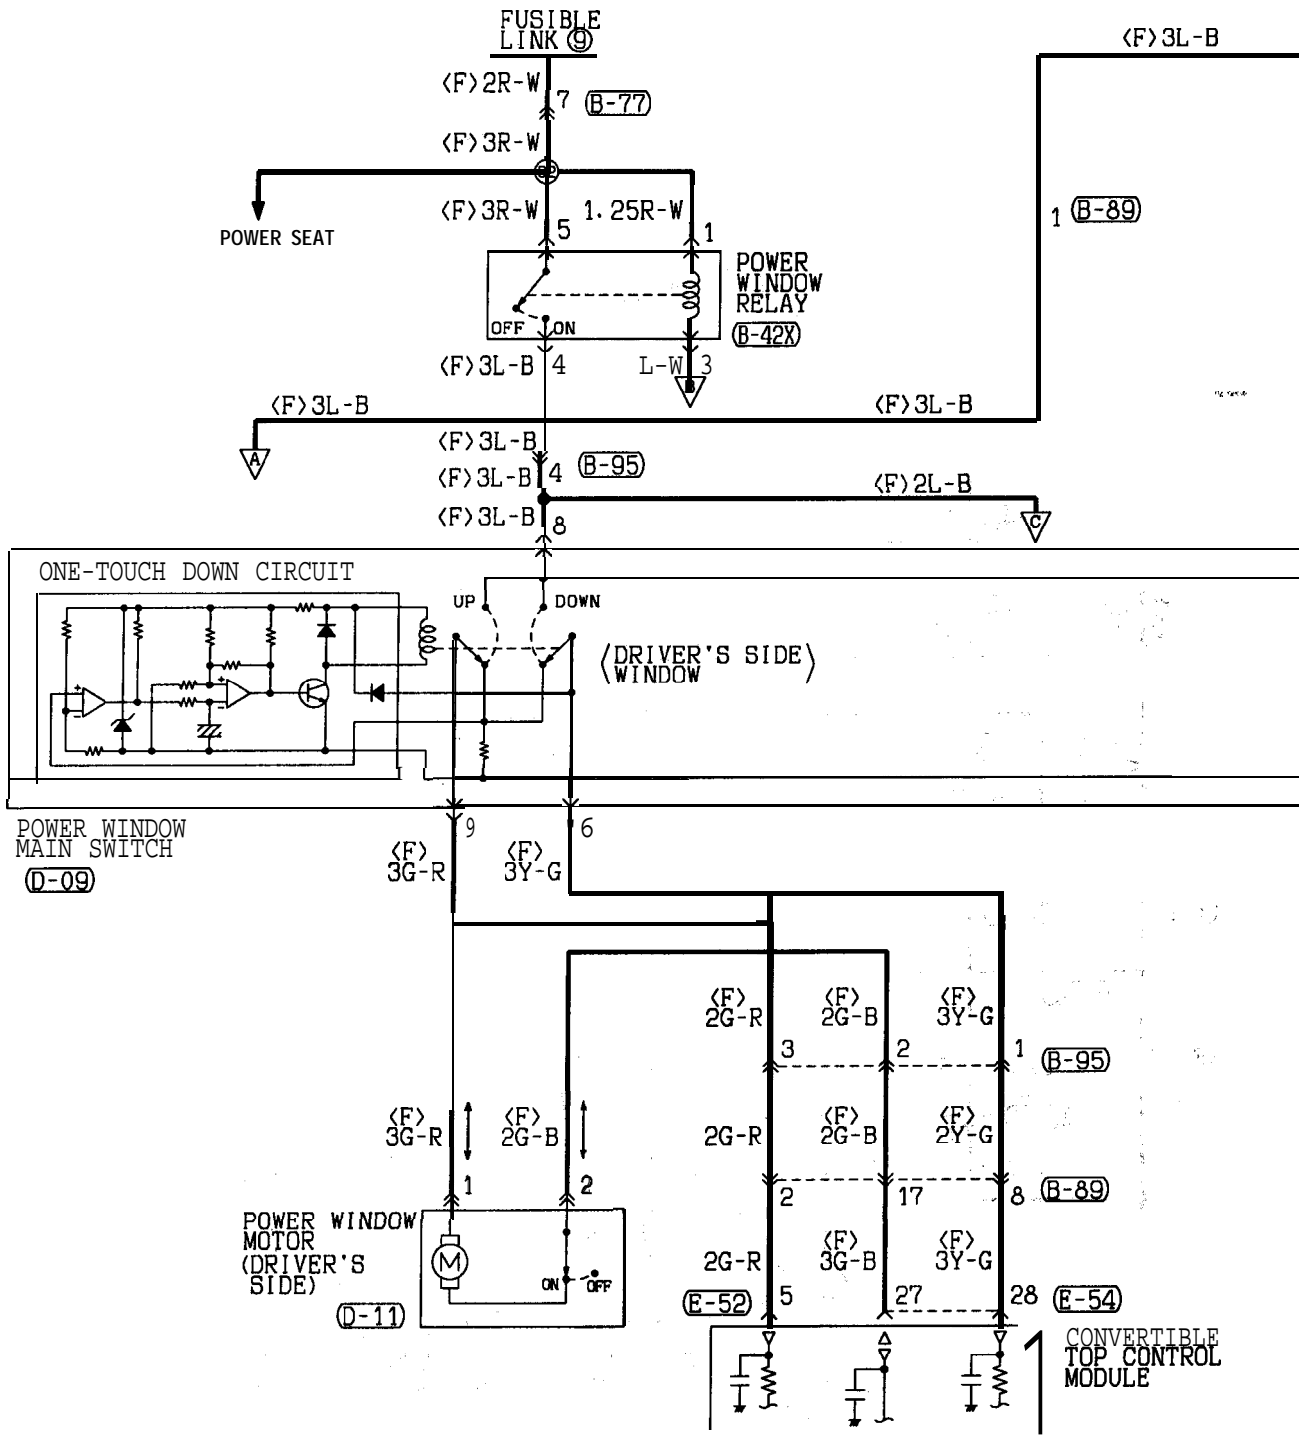 FUSIBLE
LINK ⑨
⟨F⟩3L-B
⟨F⟩2R-W
7
B-77
⟨F⟩3R-W
⟨F⟩3R-W
1.25R-W
1
B-89
POWER SEAT
5
1
POWER
WINDOW
RELAY
B-42X
OFF
ON
⟨F⟩3L-B
4
L-W
3
B
⟨F⟩3L-B
⟨F⟩3L-B
⟨F⟩3L-B
A
B-95
⟨F⟩3L-B
4
⟨F⟩2L-B
⟨F⟩3L-B
8
C
ONE-TOUCH DOWN CIRCUIT
UP
DOWN
+
-
+
-
(DRIVER'S SIDE)
WINDOW
POWER WINDOW
MAIN SWITCH
D-09
9
6
⟨F⟩
3G-R
⟨F⟩
3Y-G
⟨F⟩
2G-R
⟨F⟩
2G-B
⟨F⟩
3Y-G
3
2
1
B-95
⟨F⟩
3G-R
⟨F⟩
2G-B
2G-R
⟨F⟩
2G-B
⟨F⟩
2Y-G
1
2
2
17
8
B-89
POWER WINDOW
MOTOR
(DRIVER'S
SIDE)
D-11
M
ON
OFF
2G-R
⟨F⟩
3G-B
⟨F⟩
3Y-G
E-52
5
27
28
E-54
CONVERTIBLE
TOP CONTROL
MODULE